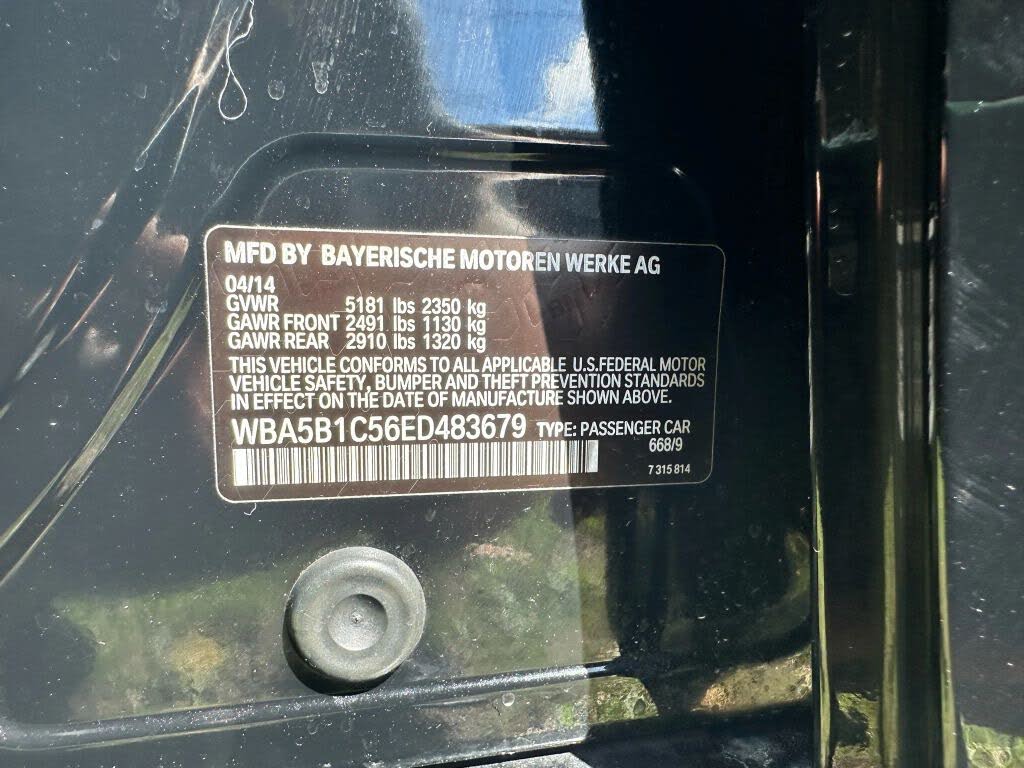 MFD BY BAYERISCHE MOTOREN WERKE AG
04/14
GVWR 5181 lbs 2350 kg
GAWR FRONT 2491 lbs 1130 kg
GAWR REAR 2910 lbs 1320 kg
THIS VEHICLE CONFORMS TO ALL APPLICABLE U.S.FEDERAL MOTOR
VEHICLE SAFETY, BUMPER AND THEFT PREVENTION STANDARDS
IN EFFECT ON THE DATE OF MANUFACTURE SHOWN ABOVE.
WBA5B1C56ED483679 TYPE: PASSENGER CAR
668/9
7 315 814